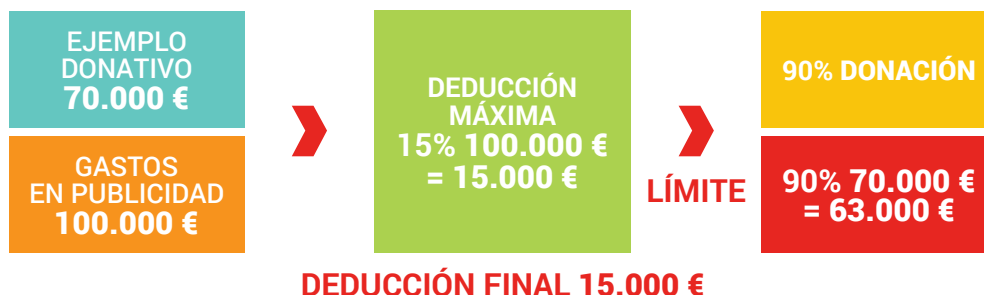 EJEMPLO
DONATIVO
70.000 €
GASTOS
EN PUBLICIDAD
100.000 €
DEDUCCIÓN
MÁXIMA
15% 100.000 €
= 15.000 €
LÍMITE
90% DONACIÓN
90% 70.000 €
= 63.000 €
DEDUCCIÓN FINAL 15.000 €